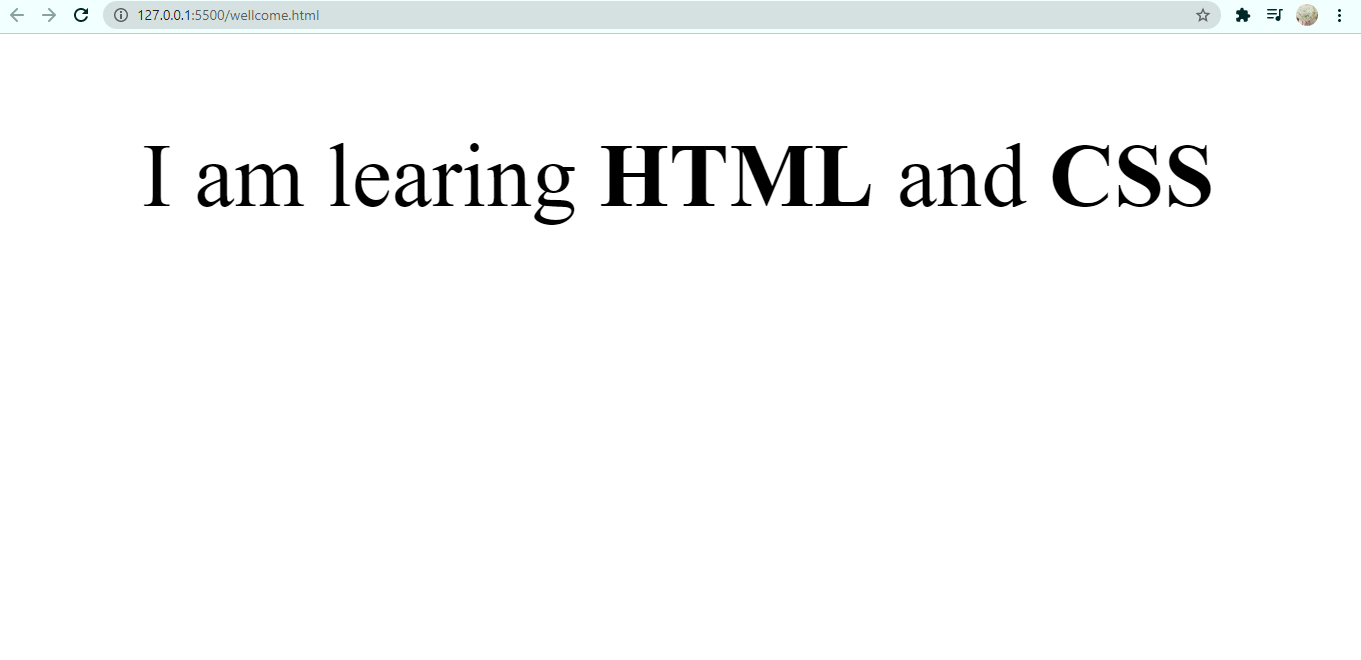 127.0.0.1:5500/wellcome.html
I am learing HTML and CSS